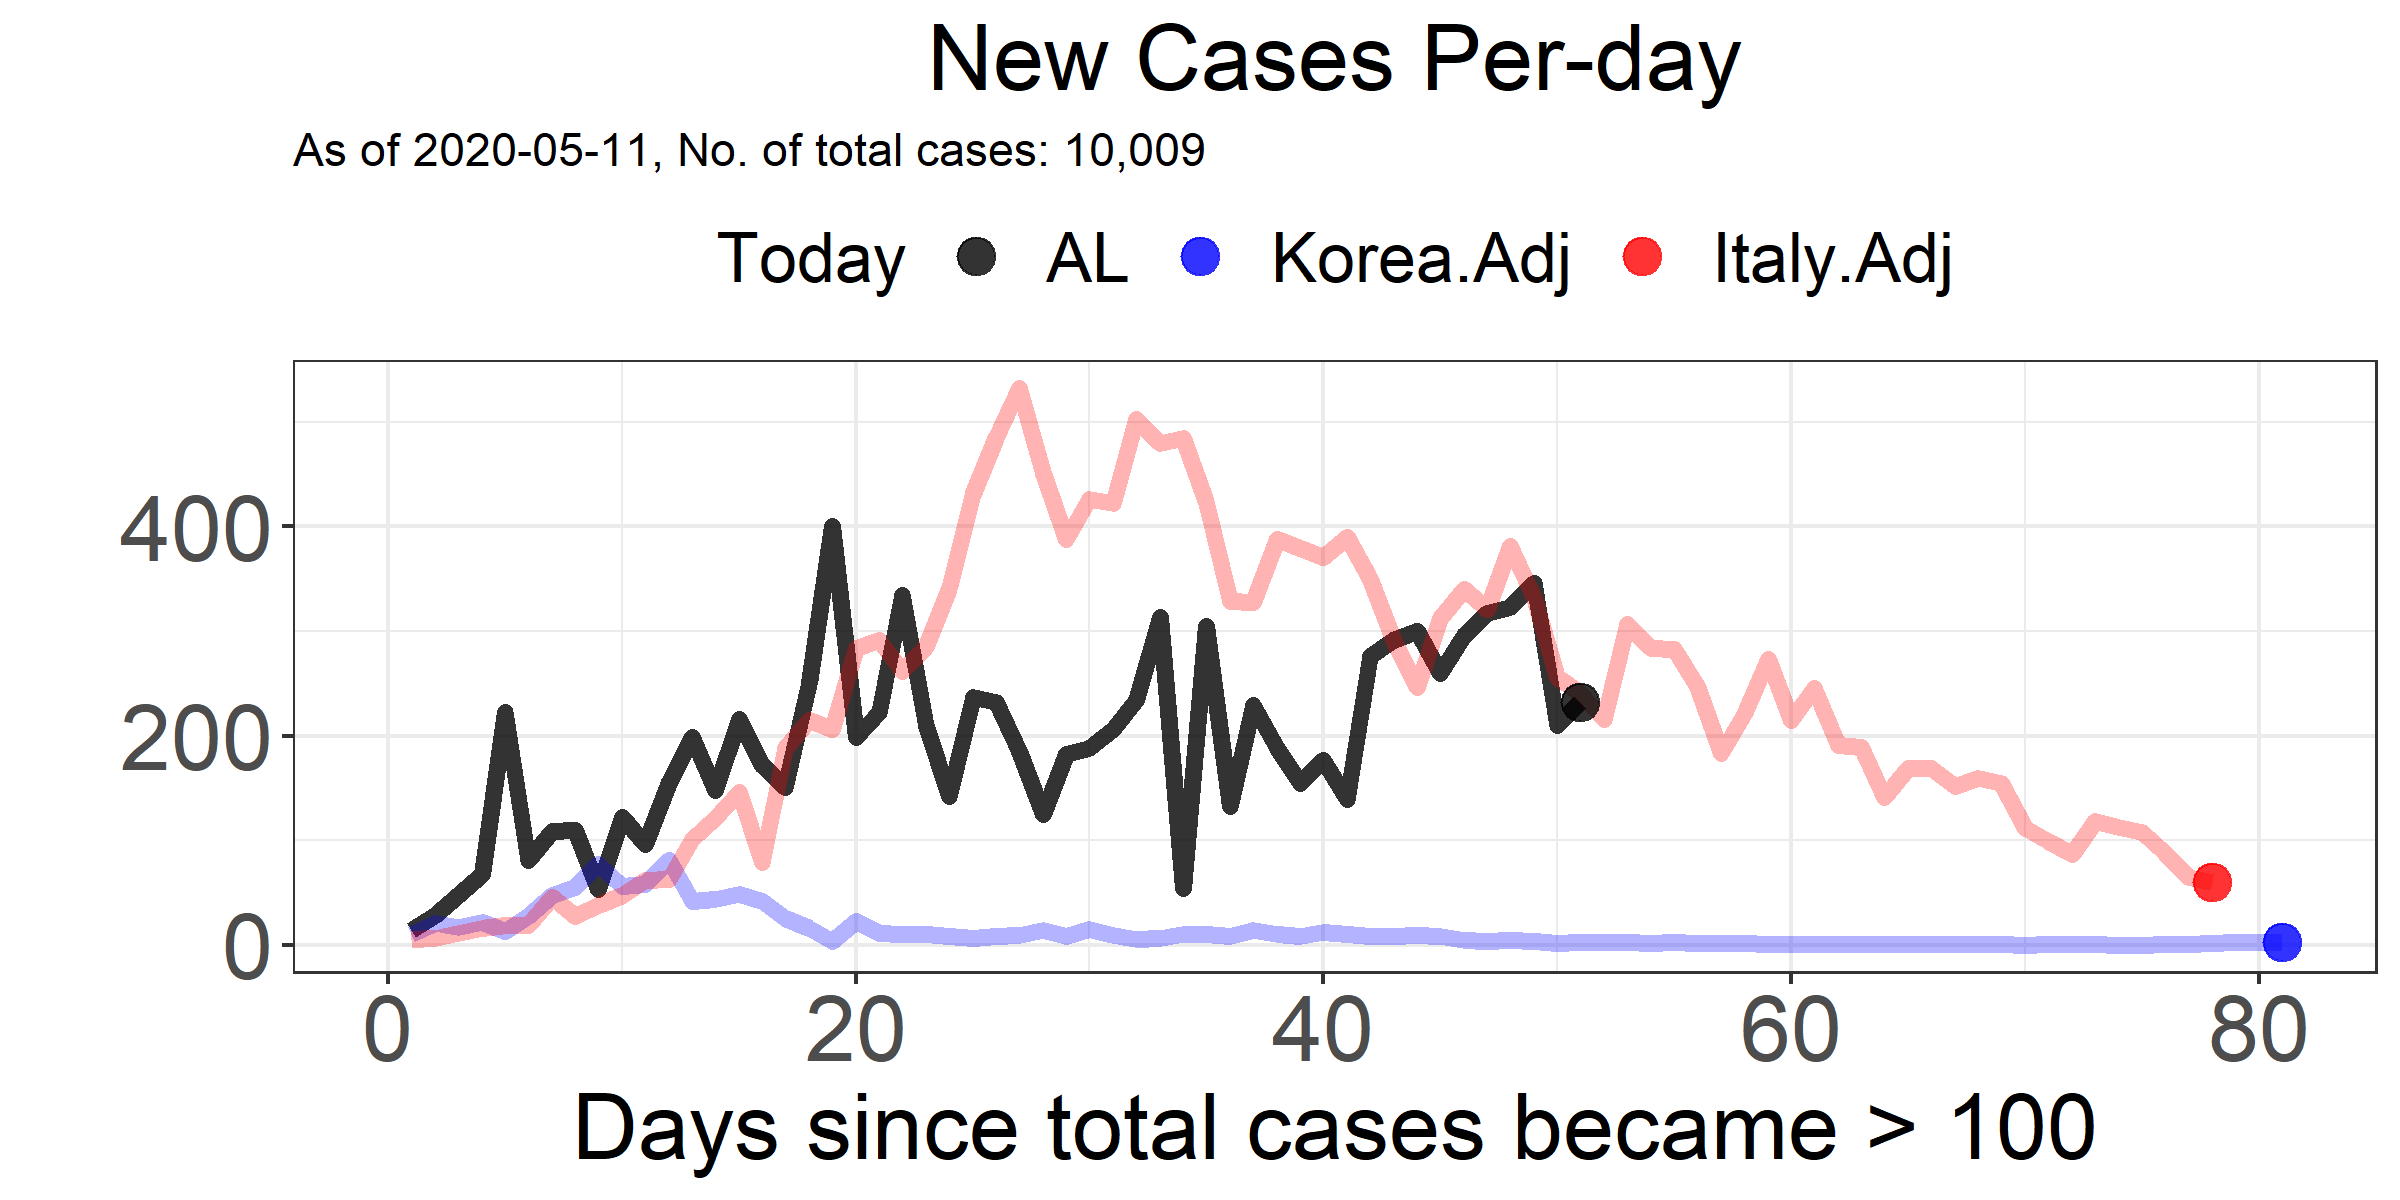 New Cases Per-day
As of 2020-05-11, No. of total cases: 10,009
Today AL Korea.Adj Italy.Adj
400
200
0
0 20 40 60 80
Days since total cases became > 100